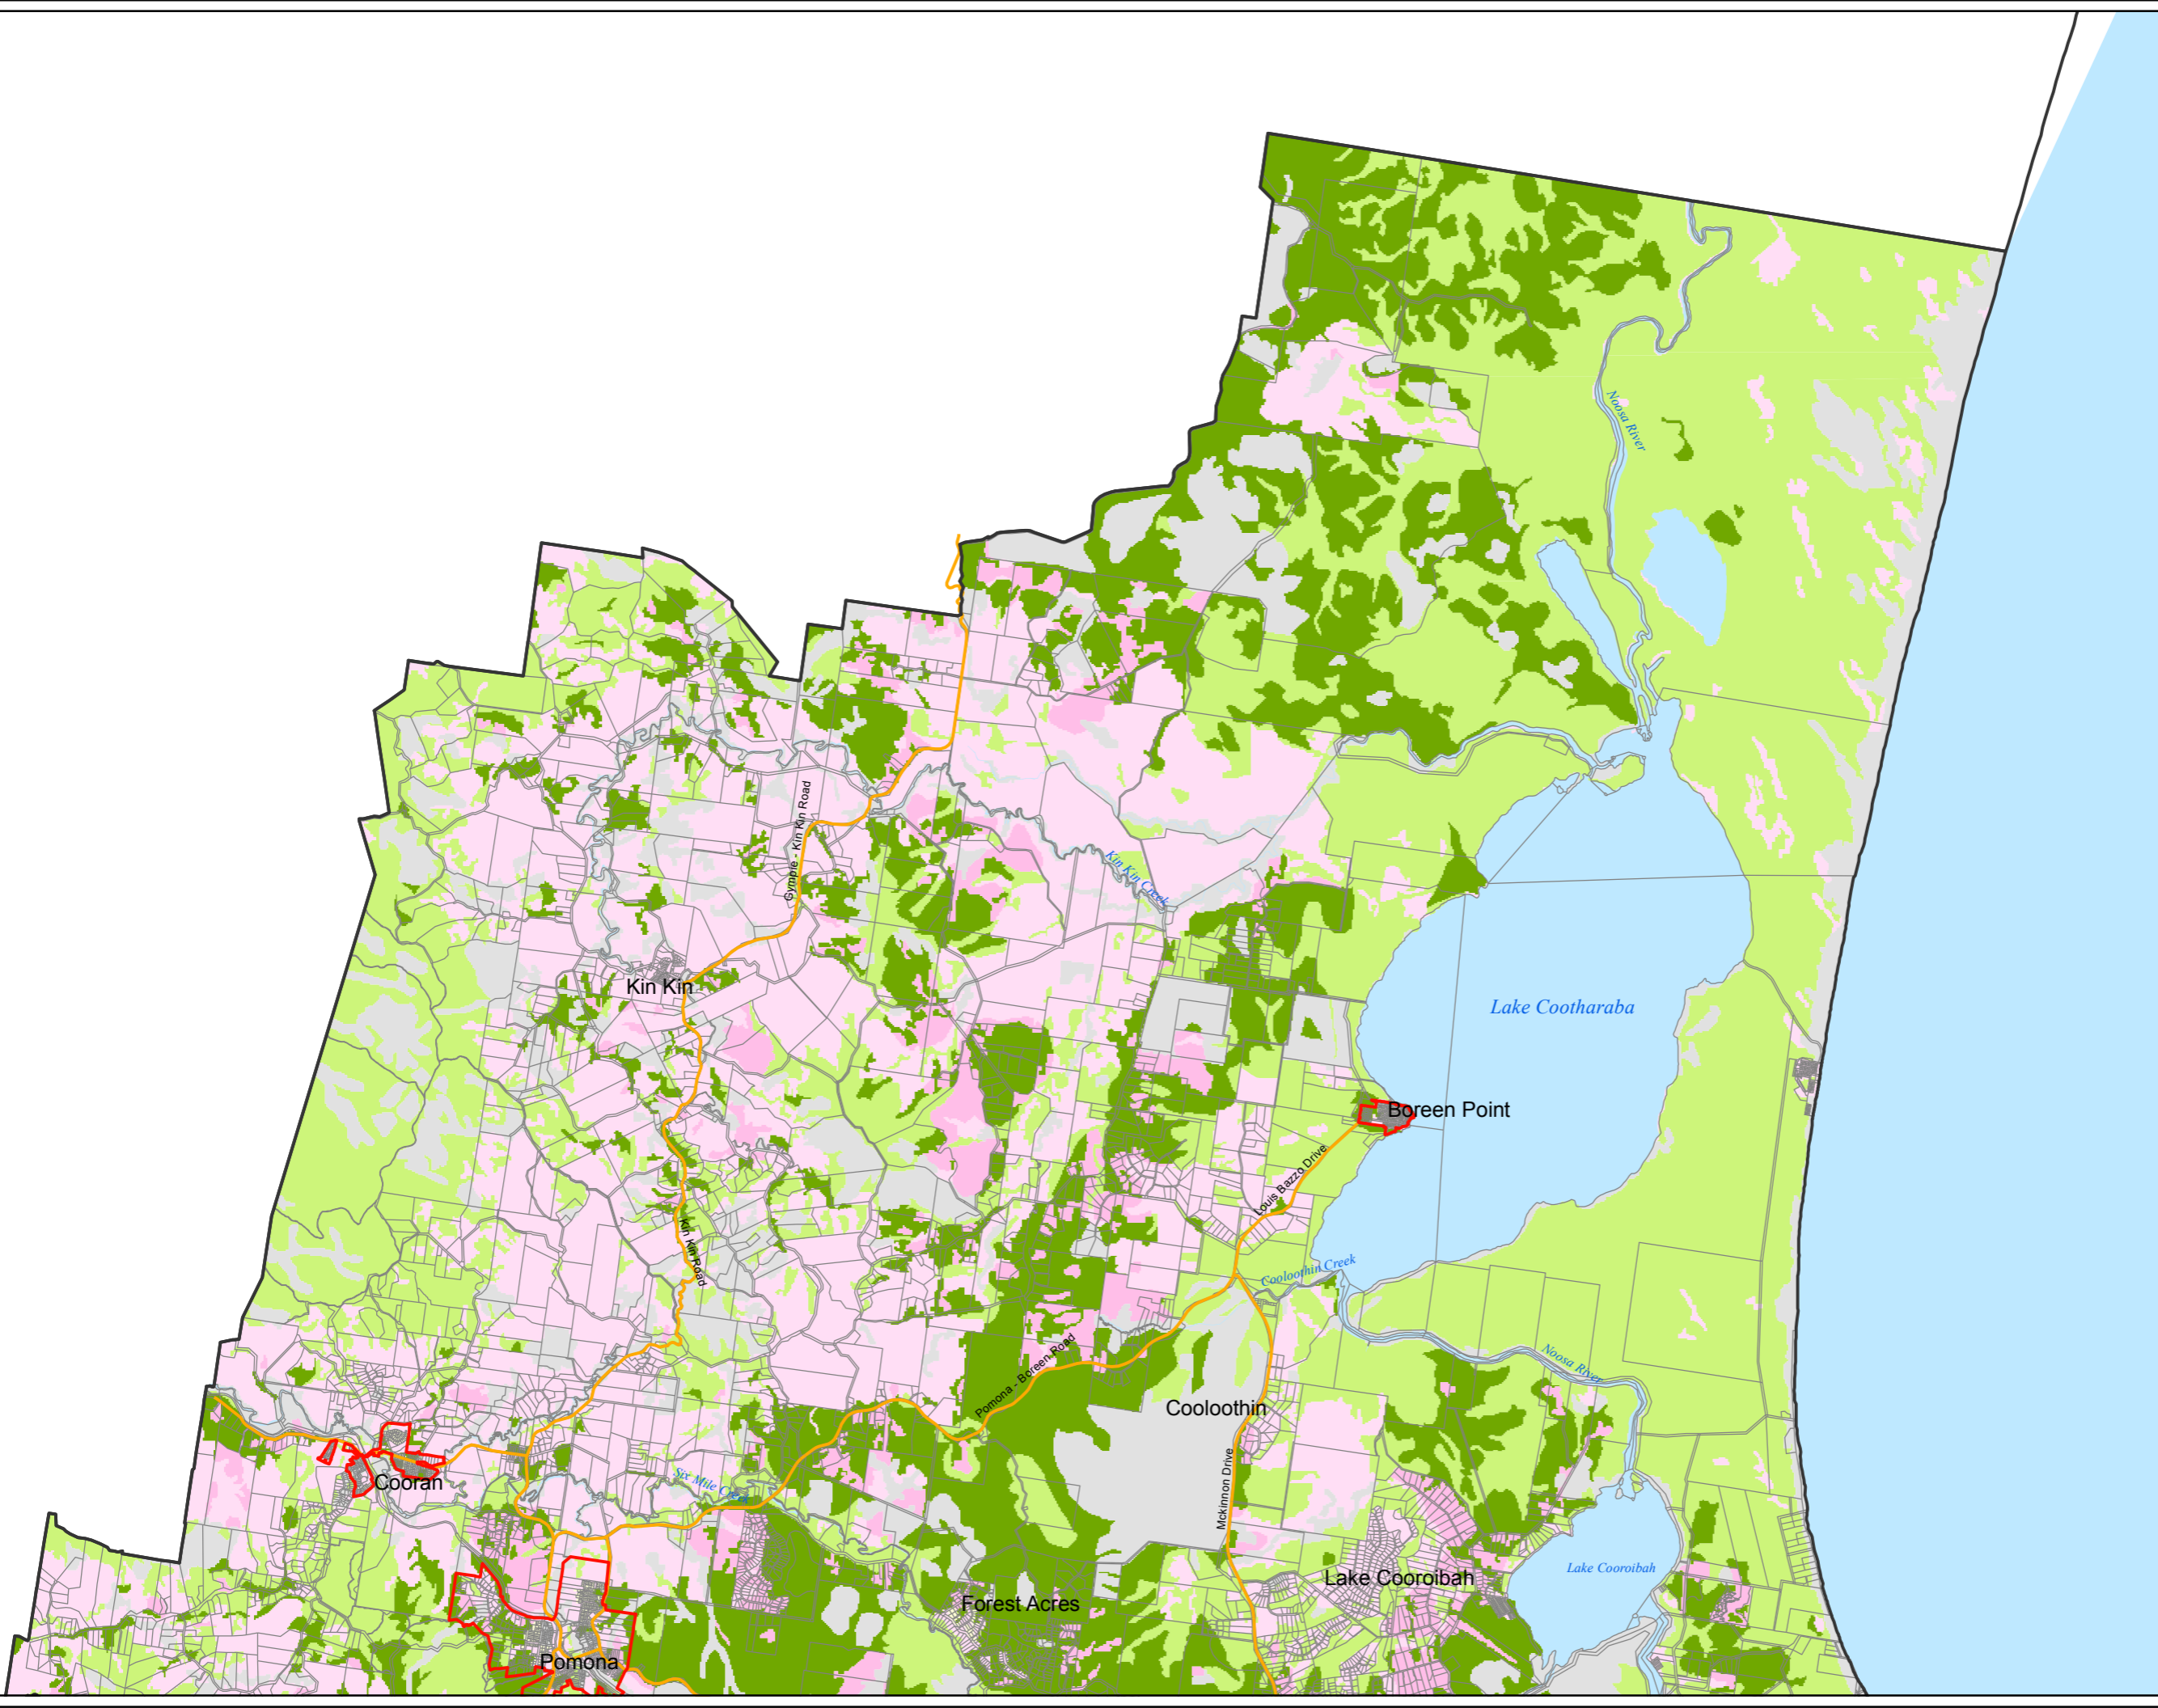 Noosa River
Gympie - Kin Kin Road
Kin Kin Creek
Kin Kin
Lake Cootharaba
Boreen Point
Louis Bazzo Drive
Kin Kin Road
Cooloothin Creek
Pomona - Boreen Road
Noosa River
Cooloothin
Cooran
Six Mile Creek
Mckinnon Drive
Lake Cooroibah
Lake Cooroibah
Forest Acres
Pomona